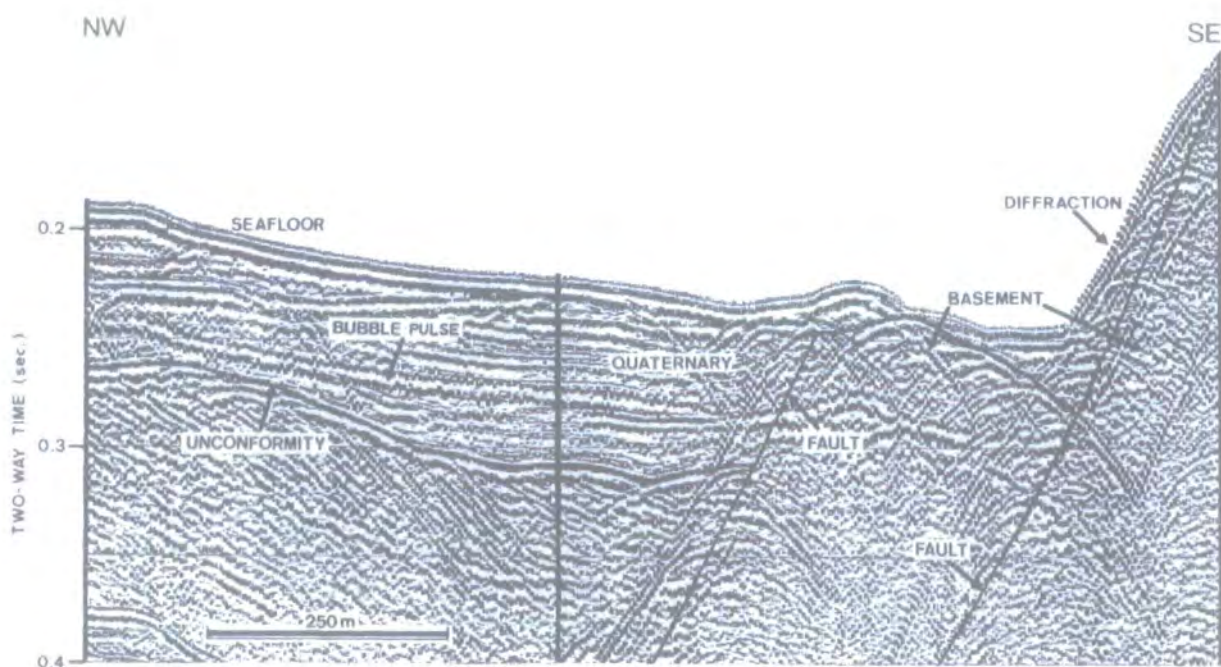 NW
SE
DIFFRACTION
0.2
SEAFLOOR
BASEMENT
BUBBLE PULSE
QUATERNARY
TWO-WAY TIME (sec.)
UNCONFORMITY
FAULT
0.3
FAULT
250 m
0.4